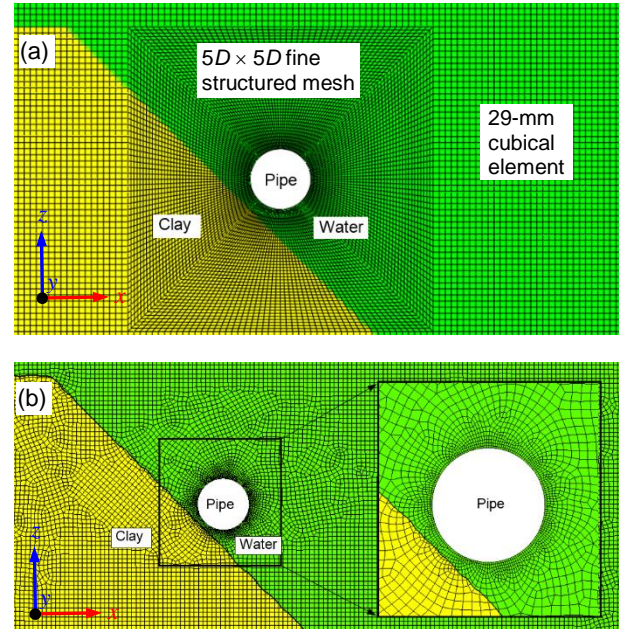 (a)
5D × 5D fine
structured mesh
29-mm
cubical
element
Pipe
Clay
Water
z
y
x
(b)
Pipe
Pipe
Clay
Water
z
y
x